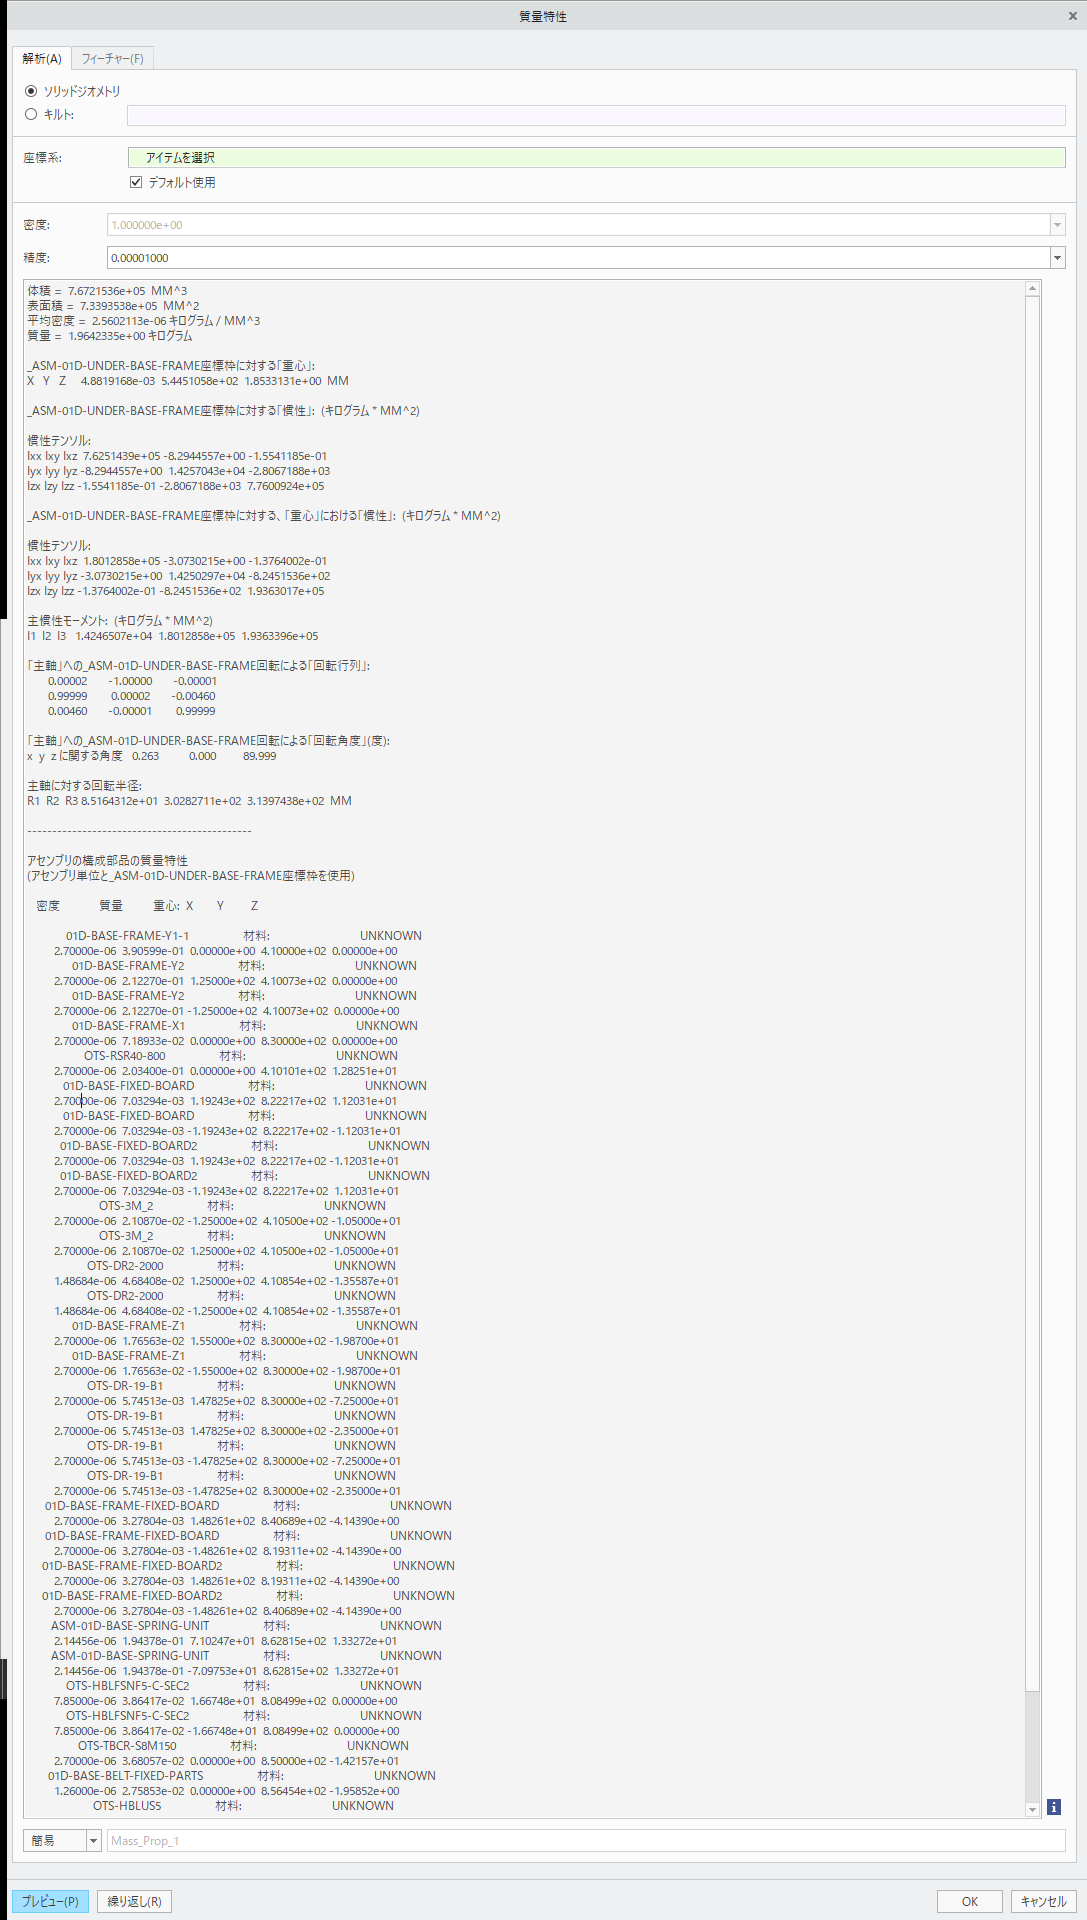 質量特性
x
解析(A) フィーチャー(F)
ソリッドジオメトリ
キルト:
座標系: アイテムを選択
デフォルト使用
密度: 1.000000e+00
精度: 0.00001000
体積 = 7.6721536e+05 MM^3
表面積 = 7.3393538e+05 MM^2
平均密度 = 2.5602113e-06 キログラム / MM^3
質量 = 1.9642335e+00 キログラム
_ASM-01D-UNDER-BASE-FRAME座標枠に対する「重心」:
X Y Z 4.8819168e-03 5.4451058e+02 1.8533131e+00 MM
_ASM-01D-UNDER-BASE-FRAME座標枠に対する「慣性」: (キログラム * MM^2)
慣性テンソル:
Ixx Ixy Ixz 7.6251439e+05 -8.2944557e+00 -1.5541185e-01
Iyx Iyy Iyz -8.2944557e+00 1.4257043e+04 -2.8067188e+03
Izx Izy Izz -1.5541185e-01 -2.8067188e+03 7.7600924e+05
_ASM-01D-UNDER-BASE-FRAME座標枠に対する、「重心」における「慣性」: (キログラム * MM^2)
慣性テンソル:
Ixx Ixy Ixz 1.8012858e+05 -3.0730215e+00 -1.3764002e-01
Iyx Iyy Iyz -3.0730215e+00 1.4250297e+04 -8.2451536e+02
Izx Izy Izz -1.3764002e-01 -8.2451536e+02 1.9363017e+05
主慣性モーメント: (キログラム * MM^2)
I1 I2 I3 1.4246507e+04 1.8012858e+05 1.9363396e+05
「主軸」への_ASM-01D-UNDER-BASE-FRAME回転による「回転行列」:
0.00002 -1.00000 -0.00001
0.99999 0.00002 -0.00460
0.00460 -0.00001 0.99999
「主軸」への_ASM-01D-UNDER-BASE-FRAME回転による「回転角度」(度):
x y z に関する角度 0.263 0.000 89.999
主軸に対する回転半径:
R1 R2 R3 8.5164312e+01 3.0282711e+02 3.1397438e+02 MM
---------------------------------------------
アセンブリの構成部品の質量特性
(アセンブリ単位と_ASM-01D-UNDER-BASE-FRAME座標枠を使用)
密度 質量 重心: X Y Z
01D-BASE-FRAME-Y1-1 材料: UNKNOWN
2.70000e-06 3.90599e-01 0.00000e+00 4.10000e+02 0.00000e+00
01D-BASE-FRAME-Y2 材料: UNKNOWN
2.70000e-06 2.12270e-01 1.25000e+02 4.10073e+02 0.00000e+00
01D-BASE-FRAME-Y2 材料: UNKNOWN
2.70000e-06 2.12270e-01 -1.25000e+02 4.10073e+02 0.00000e+00
01D-BASE-FRAME-X1 材料: UNKNOWN
2.70000e-06 7.18933e-02 0.00000e+00 8.30000e+02 0.00000e+00
OTS-RSR40-800 材料: UNKNOWN
2.70000e-06 2.03400e-01 0.00000e+00 4.10101e+02 1.28251e+01
01D-BASE-FIXED-BOARD 材料: UNKNOWN
2.70000e-06 7.03294e-03 1.19243e+02 8.22217e+02 1.12031e+01
01D-BASE-FIXED-BOARD 材料: UNKNOWN
2.70000e-06 7.03294e-03 -1.19243e+02 8.22217e+02 -1.12031e+01
01D-BASE-FIXED-BOARD2 材料: UNKNOWN
2.70000e-06 7.03294e-03 1.19243e+02 8.22217e+02 -1.12031e+01
01D-BASE-FIXED-BOARD2 材料: UNKNOWN
2.70000e-06 7.03294e-03 -1.19243e+02 8.22217e+02 1.12031e+01
OTS-3M_2 材料: UNKNOWN
2.70000e-06 2.10870e-02 -1.25000e+02 4.10500e+02 -1.05000e+01
OTS-3M_2 材料: UNKNOWN
2.70000e-06 2.10870e-02 1.25000e+02 4.10500e+02 -1.05000e+01
OTS-DR2-2000 材料: UNKNOWN
1.48684e-06 4.68408e-02 1.25000e+02 4.10854e+02 -1.35587e+01
OTS-DR2-2000 材料: UNKNOWN
1.48684e-06 4.68408e-02 -1.25000e+02 4.10854e+02 -1.35587e+01
01D-BASE-FRAME-Z1 材料: UNKNOWN
2.70000e-06 1.76563e-02 1.55000e+02 8.30000e+02 -1.98700e+01
01D-BASE-FRAME-Z1 材料: UNKNOWN
2.70000e-06 1.76563e-02 -1.55000e+02 8.30000e+02 -1.98700e+01
OTS-DR-19-B1 材料: UNKNOWN
2.70000e-06 5.74513e-03 1.47825e+02 8.30000e+02 -7.25000e+01
OTS-DR-19-B1 材料: UNKNOWN
2.70000e-06 5.74513e-03 1.47825e+02 8.30000e+02 -2.35000e+01
OTS-DR-19-B1 材料: UNKNOWN
2.70000e-06 5.74513e-03 -1.47825e+02 8.30000e+02 -7.25000e+01
OTS-DR-19-B1 材料: UNKNOWN
2.70000e-06 5.74513e-03 -1.47825e+02 8.30000e+02 -2.35000e+01
01D-BASE-FRAME-FIXED-BOARD 材料: UNKNOWN
2.70000e-06 3.27804e-03 1.48261e+02 8.40689e+02 -4.14390e+00
01D-BASE-FRAME-FIXED-BOARD 材料: UNKNOWN
2.70000e-06 3.27804e-03 -1.48261e+02 8.19311e+02 -4.14390e+00
01D-BASE-FRAME-FIXED-BOARD2 材料: UNKNOWN
2.70000e-06 3.27804e-03 1.48261e+02 8.19311e+02 -4.14390e+00
01D-BASE-FRAME-FIXED-BOARD2 材料: UNKNOWN
2.70000e-06 3.27804e-03 -1.48261e+02 8.40689e+02 -4.14390e+00
ASM-01D-BASE-SPRING-UNIT 材料: UNKNOWN
2.14456e-06 1.94378e-01 7.10247e+01 8.62815e+02 1.33272e+01
ASM-01D-BASE-SPRING-UNIT 材料: UNKNOWN
2.14456e-06 1.94378e-01 -7.09753e+01 8.62815e+02 1.33272e+01
OTS-HBLFSNF5-C-SEC2 材料: UNKNOWN
7.85000e-06 3.86417e-02 1.66748e+01 8.08499e+02 0.00000e+00
OTS-HBLFSNF5-C-SEC2 材料: UNKNOWN
7.85000e-06 3.86417e-02 -1.66748e+01 8.08499e+02 0.00000e+00
OTS-TBCR-S8M150 材料: UNKNOWN
2.70000e-06 3.68057e-02 0.00000e+00 8.50000e+02 -1.42157e+01
01D-BASE-BELT-FIXED-PARTS 材料: UNKNOWN
1.26000e-06 2.75853e-02 0.00000e+00 8.56454e+02 -1.95852e+01
OTS-HBLUS5 材料: UNKNOWN
i
簡易 Mass_Prop_1
プレビュー(P) 繰り返し(R) OK キャンセル